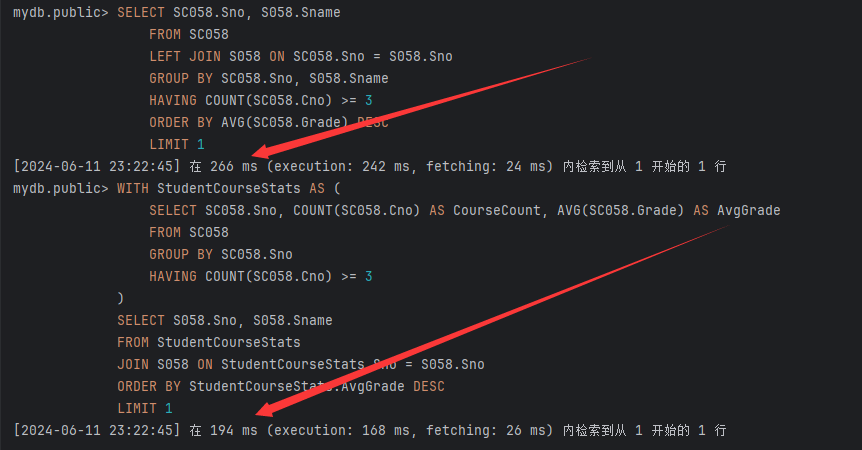 mydb.public> SELECT SC058.Sno, S058.Sname
FROM SC058
LEFT JOIN S058 ON SC058.Sno = S058.Sno
GROUP BY SC058.Sno, S058.Sname
HAVING COUNT(SC058.Cno) >= 3
ORDER BY AVG(SC058.Grade) DESC
LIMIT 1
[2024-06-11 23:22:45] 在 266 ms (execution: 242 ms, fetching: 24 ms) 内检索到从 1 开始的 1 行
mydb.public> WITH StudentCourseStats AS (
SELECT SC058.Sno, COUNT(SC058.Cno) AS CourseCount, AVG(SC058.Grade) AS AvgGrade
FROM SC058
GROUP BY SC058.Sno
HAVING COUNT(SC058.Cno) >= 3
)
SELECT S058.Sno, S058.Sname
FROM StudentCourseStats
JOIN S058 ON StudentCourseStats.Sno = S058.Sno
ORDER BY StudentCourseStats.AvgGrade DESC
LIMIT 1
[2024-06-11 23:22:45] 在 194 ms (execution: 168 ms, fetching: 26 ms) 内检索到从 1 开始的 1 行